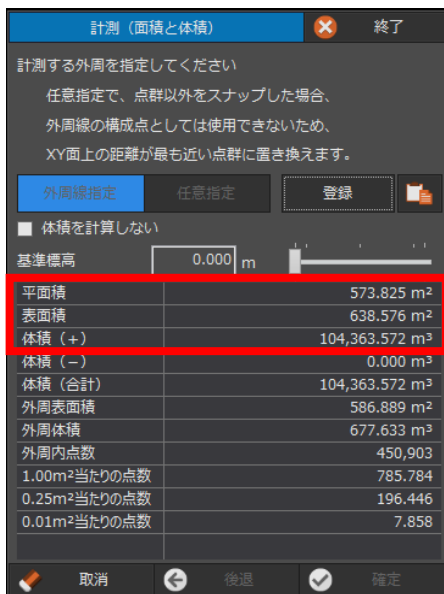 計測（面積と体積） 終了
計測する外周を指定してください
任意指定で、点群以外をスナップした場合、
外周線の構成点としては使用できないため、
XY面上の距離が最も近い点群に置き換えます。
外周線指定 任意指定 登録
体積を計算しない
基準標高 0.000 m
平面積 573.825 m²
表面積 638.576 m²
体積（+） 104,363.572 m³
体積（−） 0.000 m³
体積（合計） 104,363.572 m³
外周表面積 586.889 m²
外周体積 677.633 m³
外周内点数 450,903
1.00m²当たりの点数 785.784
0.25m²当たりの点数 196.446
0.01m²当たりの点数 7.858
取消 後退 確定